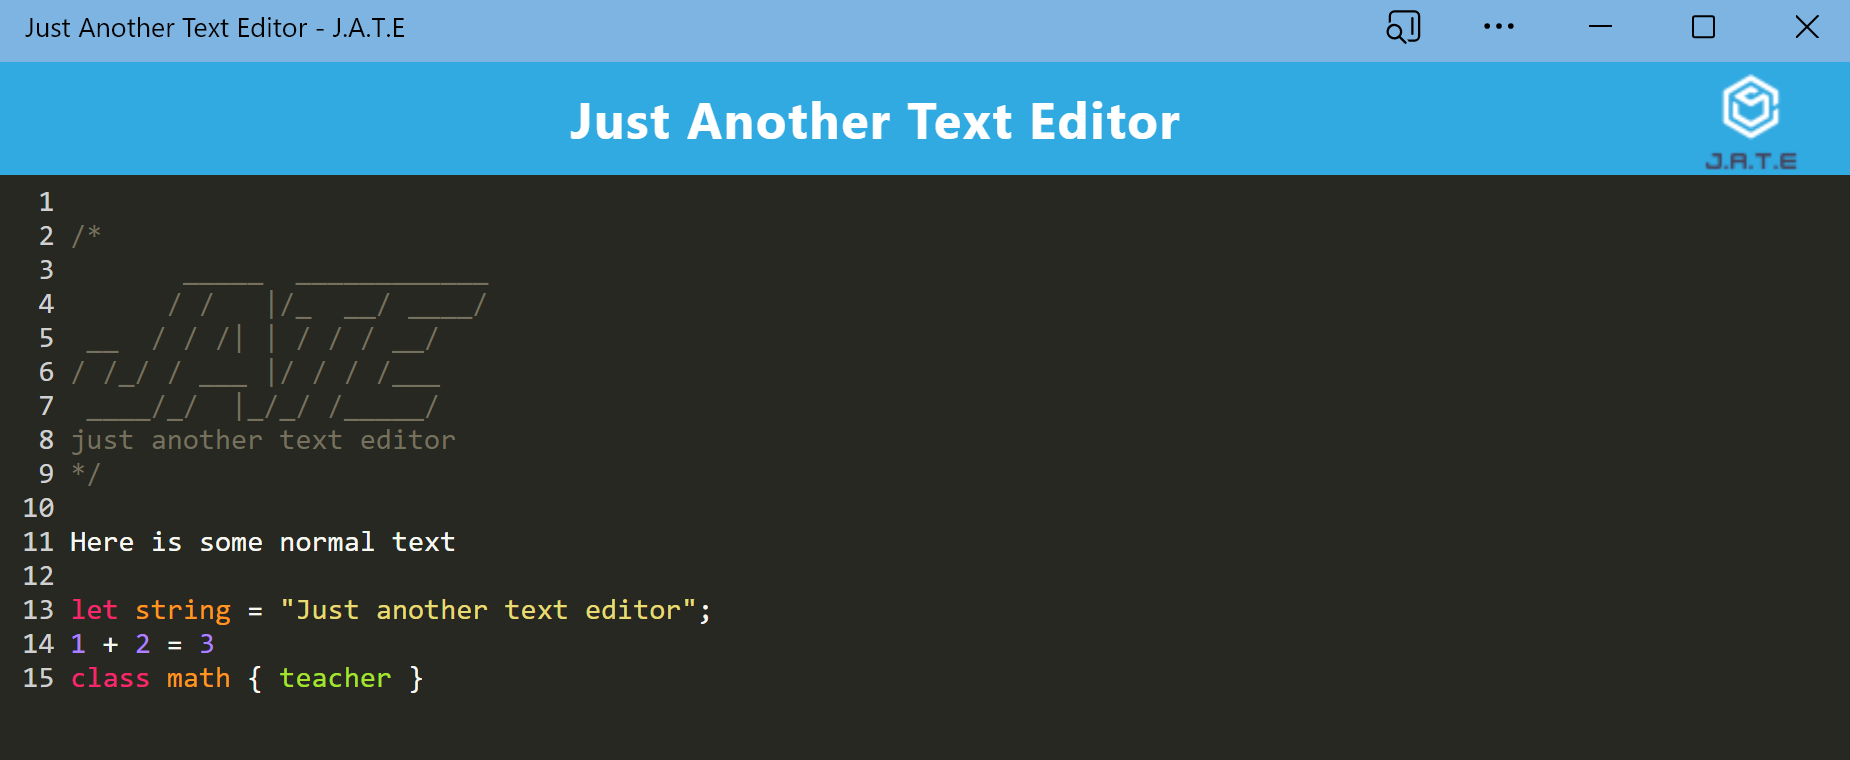 Just Another Text Editor - J.A.T.E
Just Another Text Editor
J.A.T.E
1
2 /*
3        _____  ____________
4       / /   |/_  __/ ____/
5  __  / / /| | / / / __/
6 / /_/ / ___ |/ / / /___
7  ____/_/  |_/_/ /_____/
8 just another text editor
9 */
10
11 Here is some normal text
12
13 let string = "Just another text editor";
14 1 + 2 = 3
15 class math { teacher }